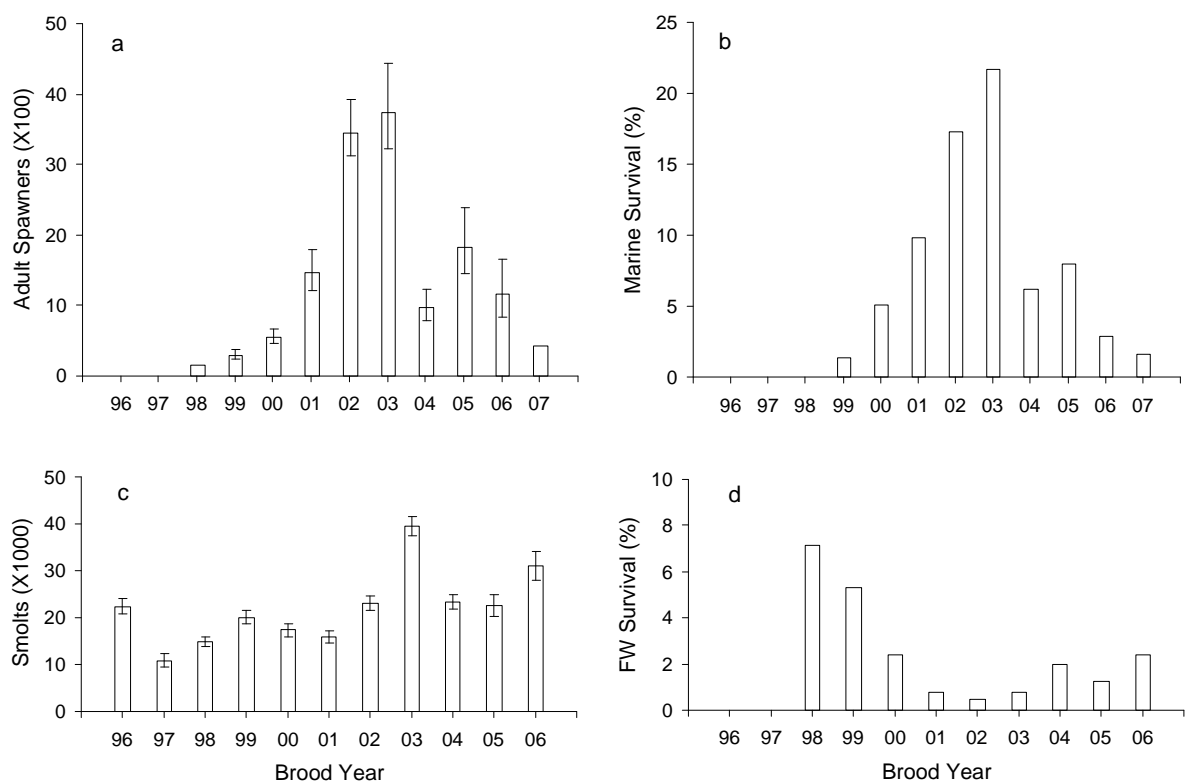 a
Adult Spawners (X100)
50
40
30
20
10
0
96 97 98 99 00 01 02 03 04 05 06 07
b
Marine Survival (%)
25
20
15
10
5
0
96 97 98 99 00 01 02 03 04 05 06 07
c
Smolts (X1000)
50
40
30
20
10
0
96 97 98 99 00 01 02 03 04 05 06
Brood Year
d
FW Survival (%)
10
8
6
4
2
0
96 97 98 99 00 01 02 03 04 05 06
Brood Year